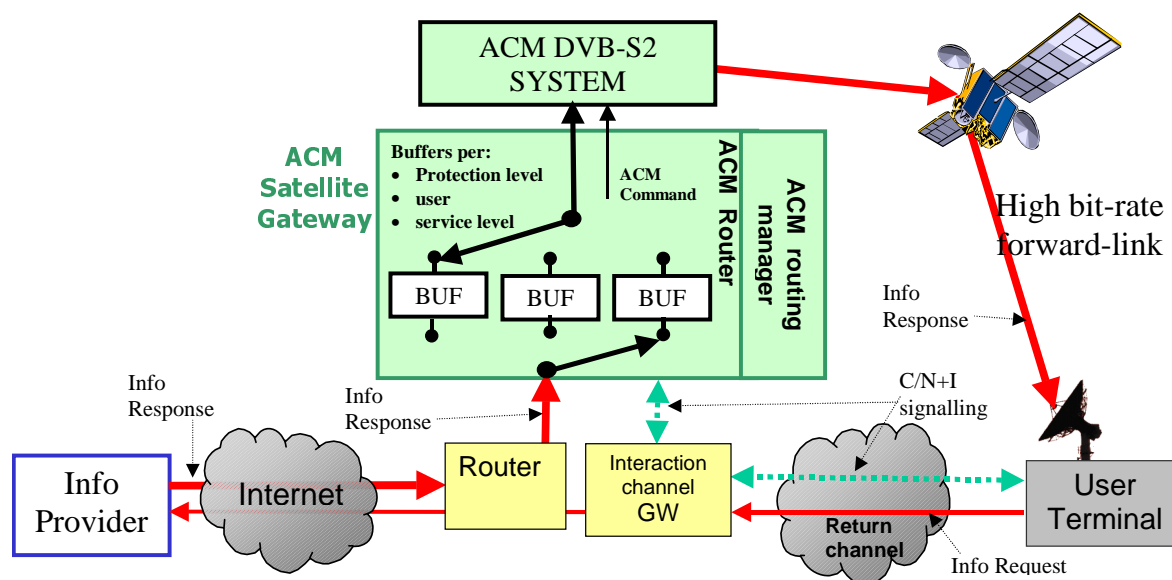 ACM DVB-S2
SYSTEM
ACM
Satellite
Gateway
Buffers per:
• Protection level
• user
• service level
ACM
Command
ACM Router
ACM routing
manager
BUF
BUF
BUF
High bit-rate
forward-link
Info
Response
C/N+I
signalling
Info
Response
Info
Response
Info
Provider
Internet
Router
Interaction
channel
GW
Return
channel
User
Terminal
Info Request